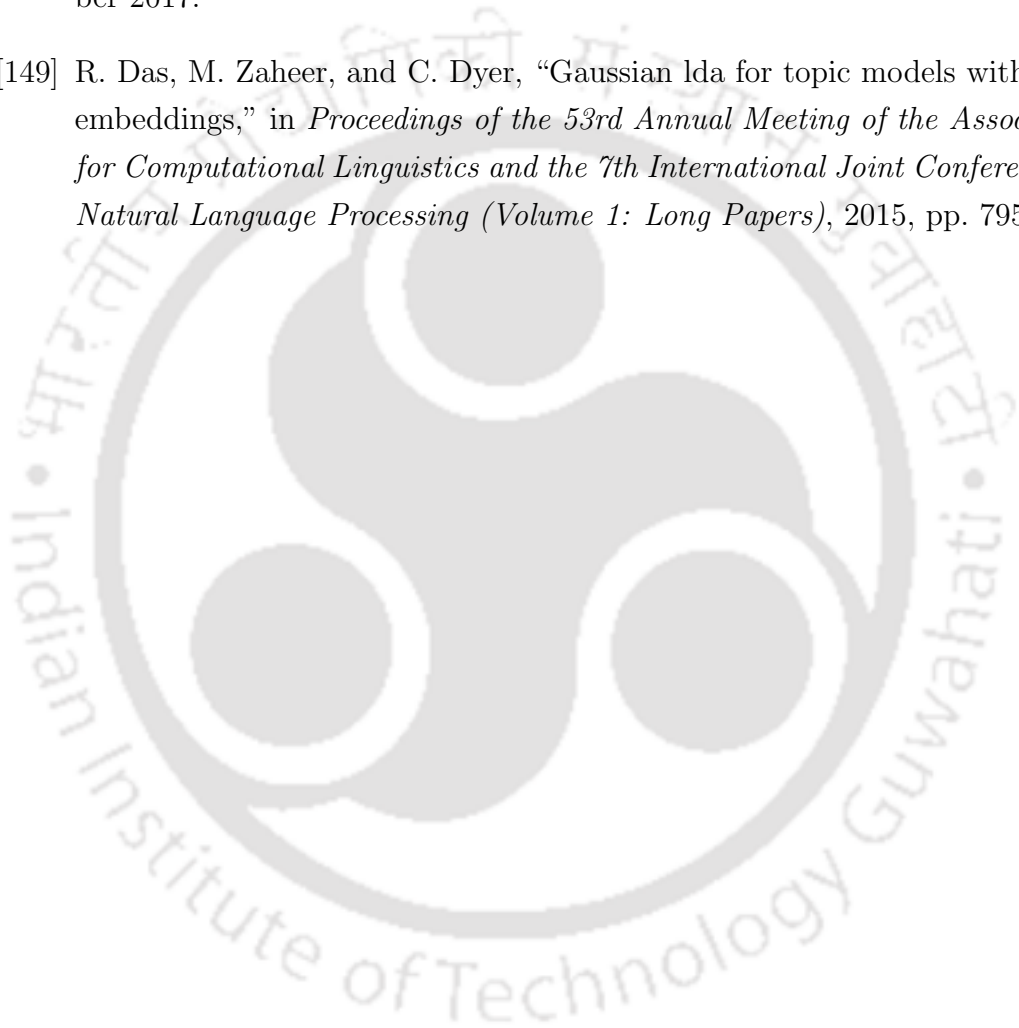 ber 2017.
[149] R. Das, M. Zaheer, and C. Dyer, “Gaussian lda for topic models with
embeddings,” in Proceedings of the 53rd Annual Meeting of the Assoc
for Computational Linguistics and the 7th International Joint Confere
Natural Language Processing (Volume 1: Long Papers), 2015, pp. 795
भारतीय प्रौद्योगिकी संस्थान गुवाहाटी
Indian Institute of Technology Guwahati